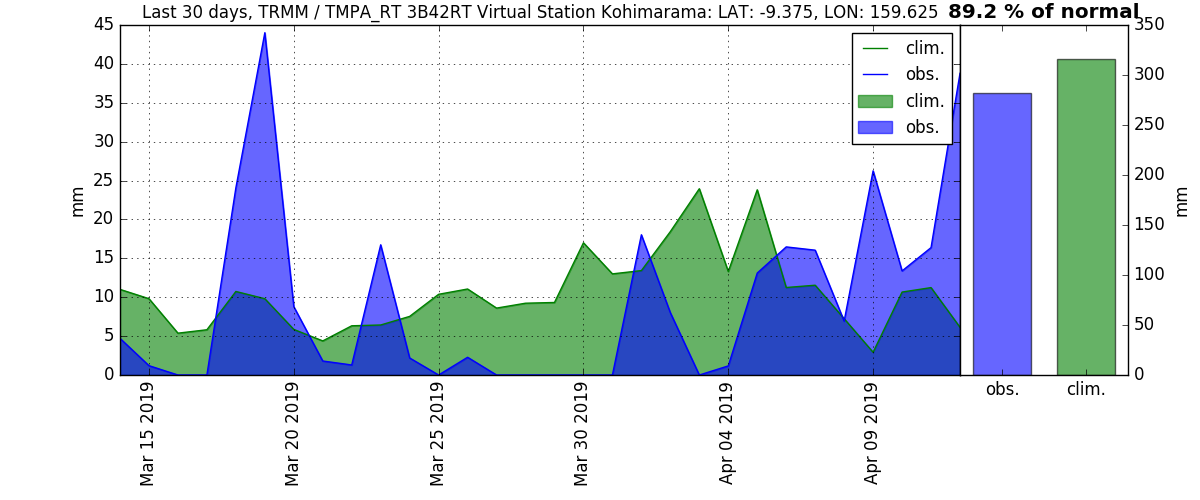 Last 30 days, TRMM / TMPA_RT 3B42RT Virtual Station Kohimarama: LAT: -9.375, LON: 159.625
89.2 % of normal
45
40
35
30
25
20
15
10
5
0
mm
clim.
obs.
clim.
obs.
Mar 15 2019
Mar 20 2019
Mar 25 2019
Mar 30 2019
Apr 04 2019
Apr 09 2019
350
300
250
200
150
100
50
0
mm
obs.
clim.